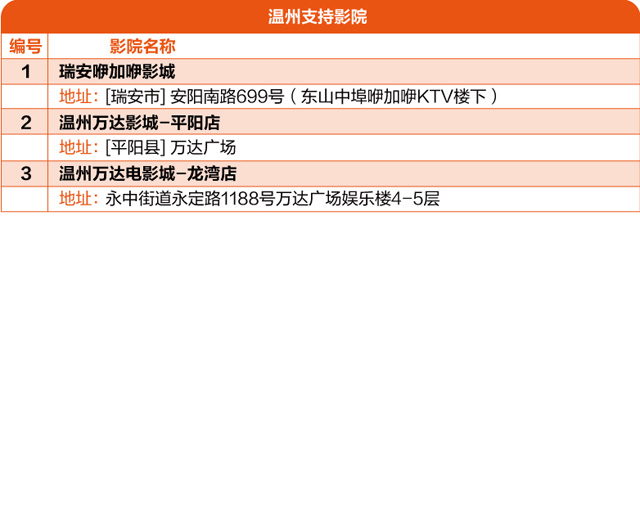 温州支持影院
编号 影院名称
1 瑞安咿加咿影城
地址：[瑞安市] 安阳南路699号（东山中埠咿加咿KTV楼下）
2 温州万达影城-平阳店
地址：[平阳县] 万达广场
3 温州万达电影城-龙湾店
地址：永中街道永定路1188号万达广场娱乐楼4-5层